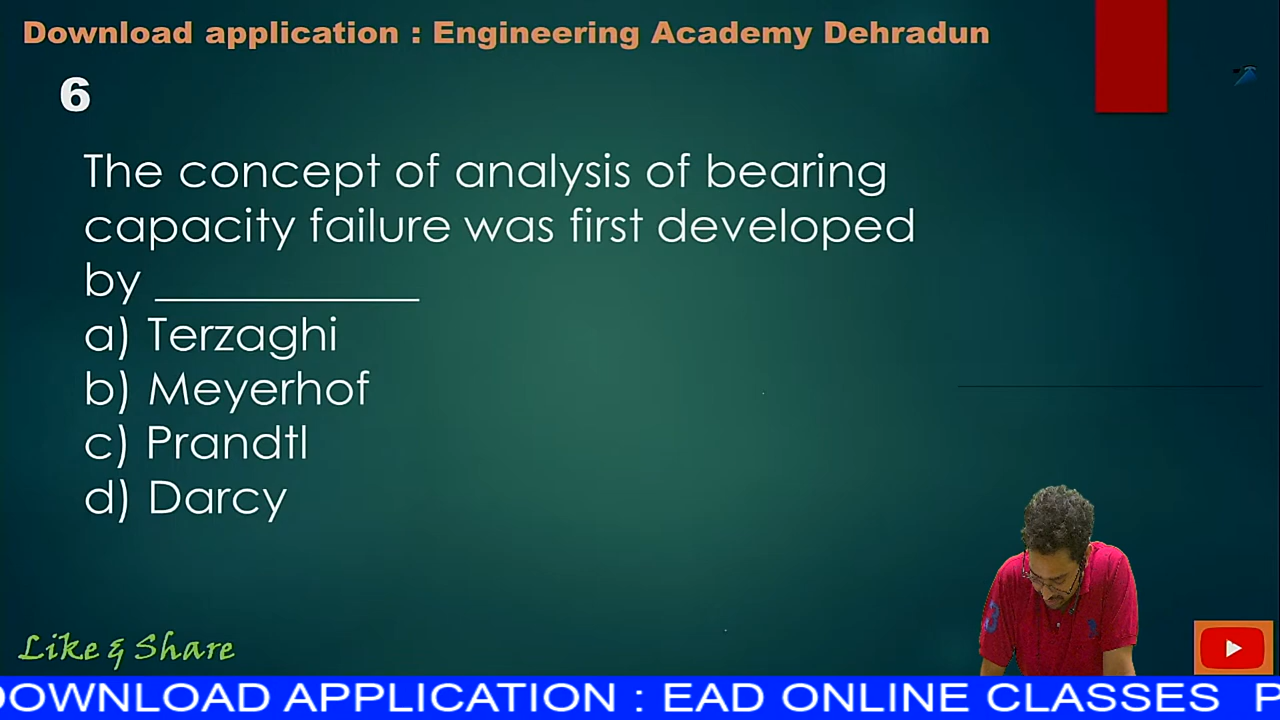 Download application : Engineering Academy Dehradun
6
The concept of analysis of bearing
capacity failure was first developed
by ___________
a) Terzaghi
b) Meyerhof
c) Prandtl
d) Darcy
Like & Share
DOWNLOAD APPLICATION : EAD ONLINE CLASSES P